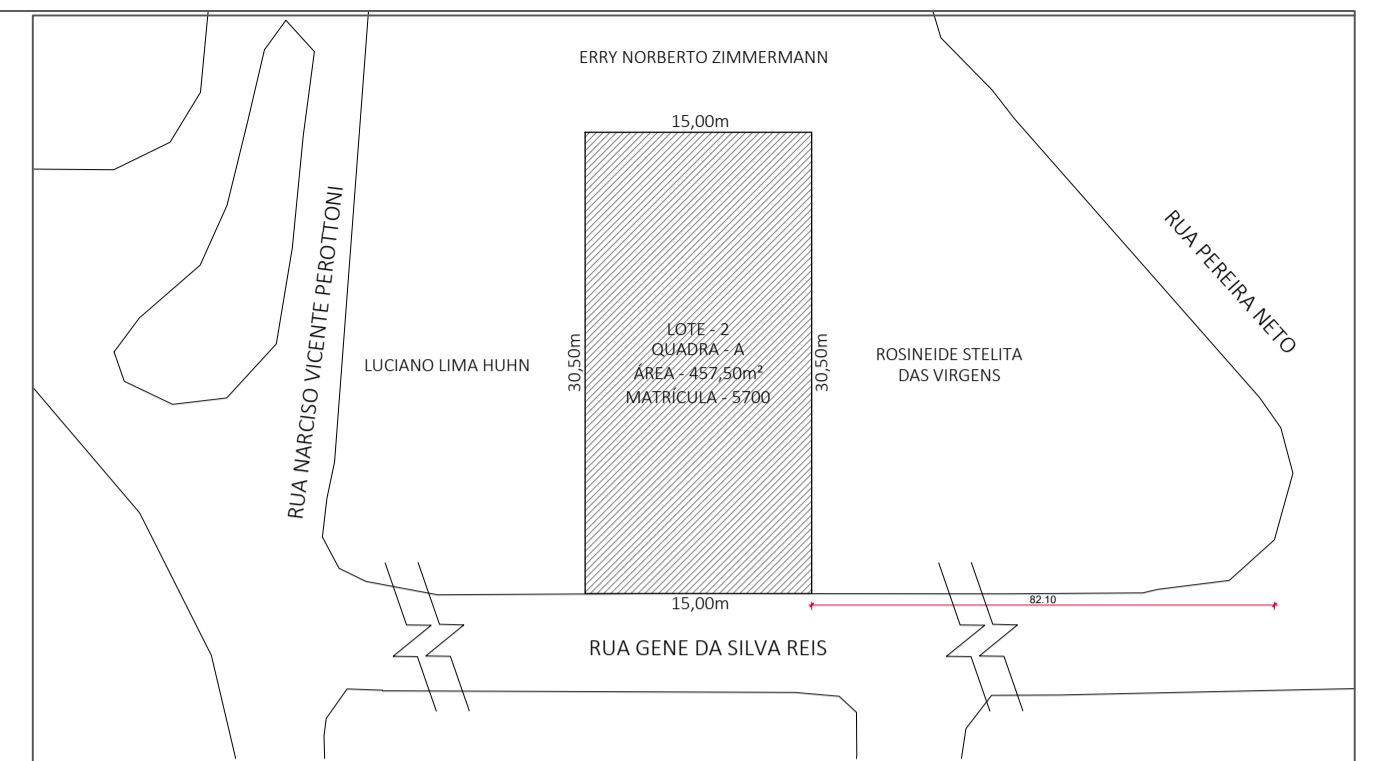 ERRY NORBERTO ZIMMERMANN
15,00m
RUA NARCISO VICENTE PEROTTONI
RUA PEREIRA NETO
LUCIANO LIMA HUHN
30,50m
LOTE - 2
QUADRA - A
ÁREA - 457,50m²
MATRÍCULA - 5700
30,50m
ROSINEIDE STELITA
DAS VIRGENS
15,00m
82.10
RUA GENE DA SILVA REIS